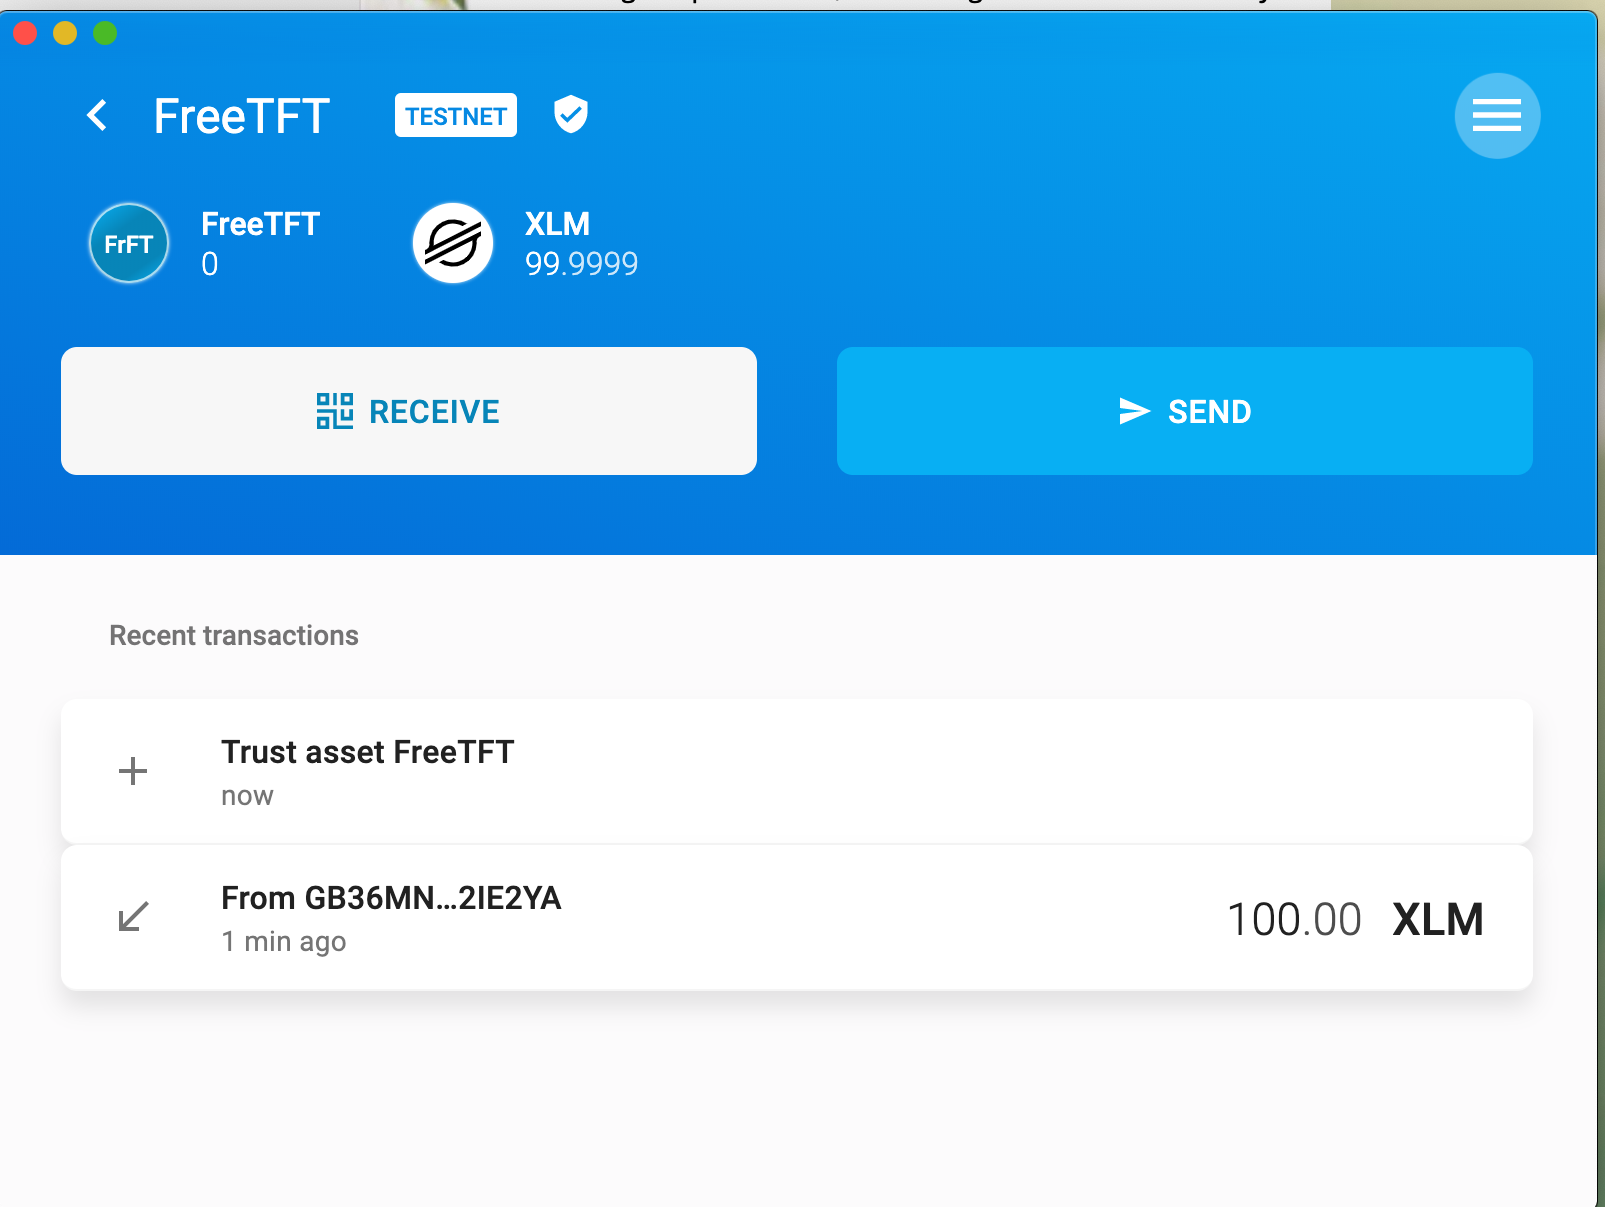 FreeTFT TESTNET
FrFT FreeTFT XLM
0 99.9999
RECEIVE SEND
Recent transactions
Trust asset FreeTFT
now
From GB36MN...2IE2YA 100.00 XLM
1 min ago